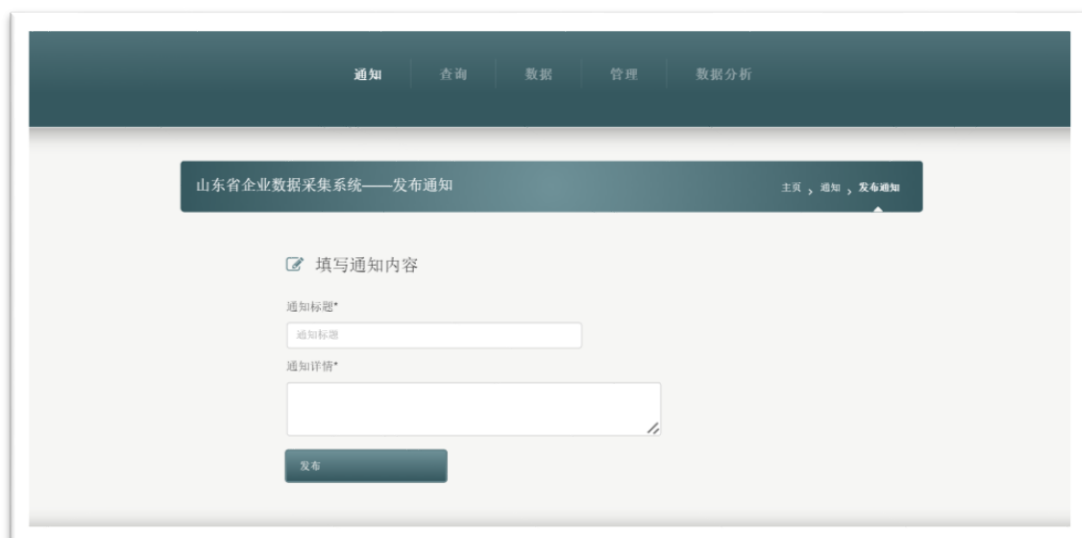 通知 查询 数据 管理 数据分析
山东省企业数据采集系统——发布通知 主页 > 通知 > 发布通知
填写通知内容
通知标题*
通知标题
通知详情*
发布